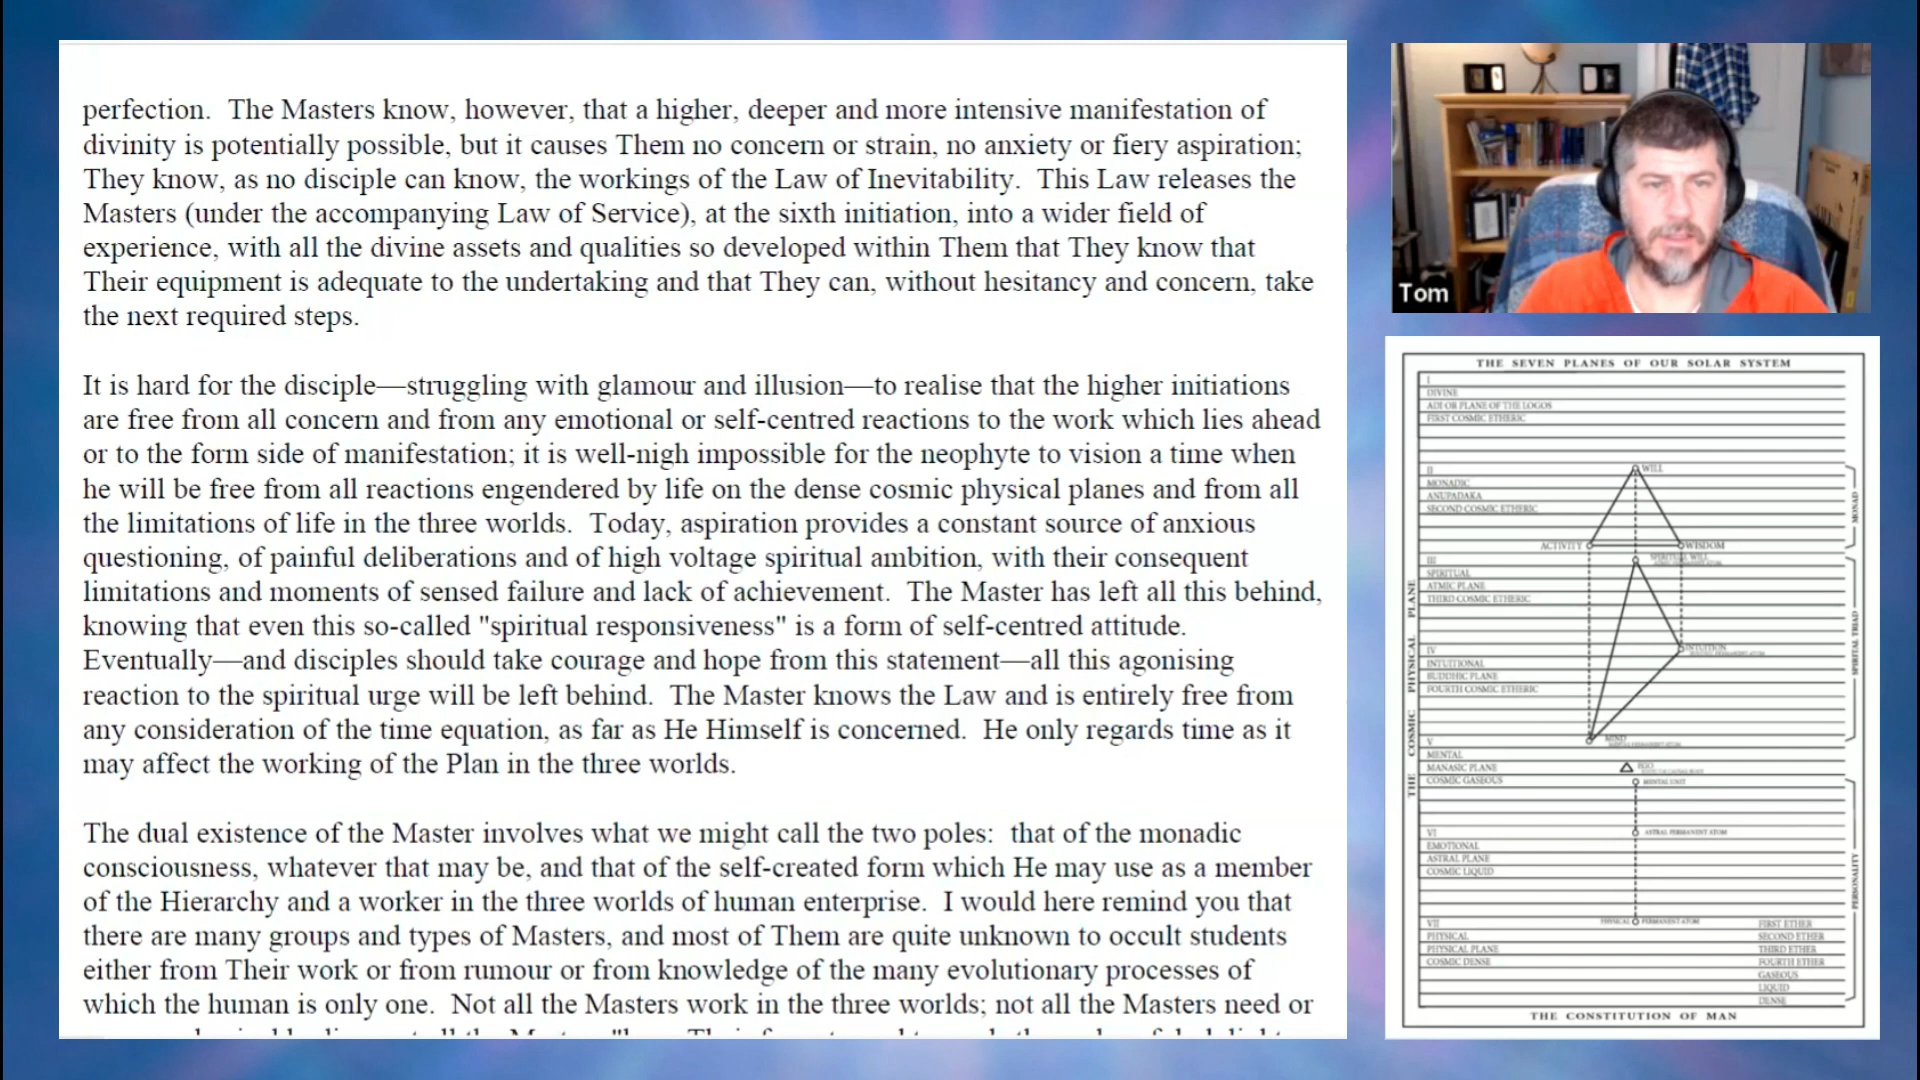 perfection.  The Masters know, however, that a higher, deeper and more intensive manifestation of
divinity is potentially possible, but it causes Them no concern or strain, no anxiety or fiery aspiration;
They know, as no disciple can know, the workings of the Law of Inevitability.  This Law releases the
Masters (under the accompanying Law of Service), at the sixth initiation, into a wider field of
experience, with all the divine assets and qualities so developed within Them that They know that
Their equipment is adequate to the undertaking and that They can, without hesitancy and concern, take
the next required steps.
It is hard for the disciple—struggling with glamour and illusion—to realise that the higher initiations
are free from all concern and from any emotional or self-centred reactions to the work which lies ahead
or to the form side of manifestation; it is well-nigh impossible for the neophyte to vision a time when
he will be free from all reactions engendered by life on the dense cosmic physical planes and from all
the limitations of life in the three worlds.  Today, aspiration provides a constant source of anxious
questioning, of painful deliberations and of high voltage spiritual ambition, with their consequent
limitations and moments of sensed failure and lack of achievement.  The Master has left all this behind,
knowing that even this so-called "spiritual responsiveness" is a form of self-centred attitude.
Eventually—and disciples should take courage and hope from this statement—all this agonising
reaction to the spiritual urge will be left behind.  The Master knows the Law and is entirely free from
any consideration of the time equation, as far as He Himself is concerned.  He only regards time as it
may affect the working of the Plan in the three worlds.
The dual existence of the Master involves what we might call the two poles:  that of the monadic
consciousness, whatever that may be, and that of the self-created form which He may use as a member
of the Hierarchy and a worker in the three worlds of human enterprise.  I would here remind you that
there are many groups and types of Masters, and most of Them are quite unknown to occult students
either from Their work or from rumour or from knowledge of the many evolutionary processes of
which the human is only one.  Not all the Masters work in the three worlds; not all the Masters need or
Tom
THE SEVEN PLANES OF OUR SOLAR SYSTEM
I
DIVINE
ADI OR PLANE OF THE LOGOS
FIRST COSMIC ETHERIC
II
WILL
MONADIC
ANUPADAKA
SECOND COSMIC ETHERIC
MONAD
ACTIVITY
WISDOM
III
SPIRITUAL WILL
SPIRITUAL
ATMIC PLANE
THIRD COSMIC ETHERIC
SPIRITUAL TRIAD
IV
INTUITION
INTUITIONAL
BUDDHIC PLANE
FOURTH COSMIC ETHERIC
THE COSMIC PHYSICAL PLANE
V
MIND
MENTAL
MANASIC PLANE
EGO
COSMIC GASEOUS
MENTAL UNIT
VI
ASTRAL PERMANENT ATOM
EMOTIONAL
ASTRAL PLANE
COSMIC LIQUID
PERSONALITY
VII
PHYSICAL PERMANENT ATOM
FIRST ETHER
PHYSICAL
SECOND ETHER
PHYSICAL PLANE
THIRD ETHER
COSMIC DENSE
FOURTH ETHER
GASEOUS
LIQUID
DENSE
THE CONSTITUTION OF MAN